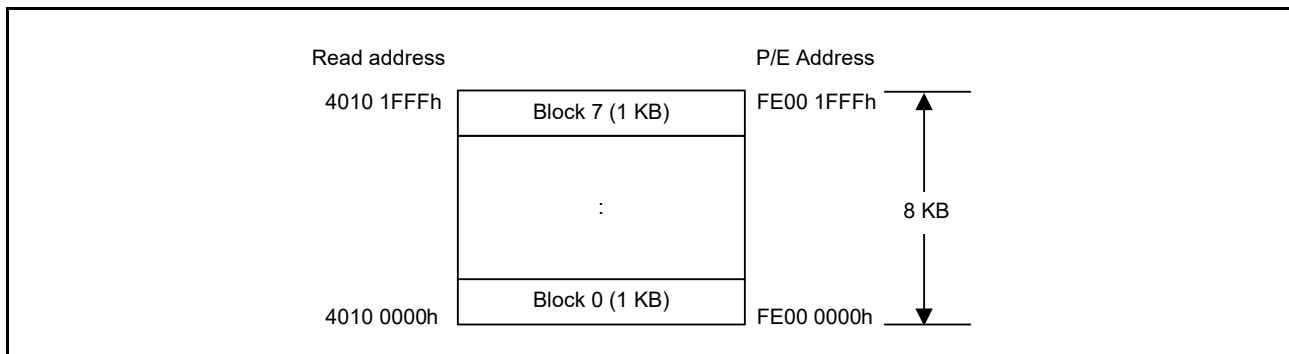 Read address P/E Address
4010 1FFFh Block 7 (1 KB) FE00 1FFFh
: 8 KB
Block 0 (1 KB)
4010 0000h FE00 0000h